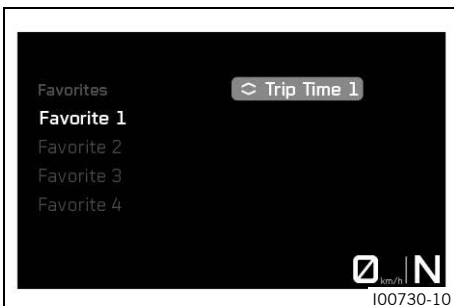 Favorites
Trip Time 1
Favorite 1
Favorite 2
Favorite 3
Favorite 4
0 km/h N
I00730-10